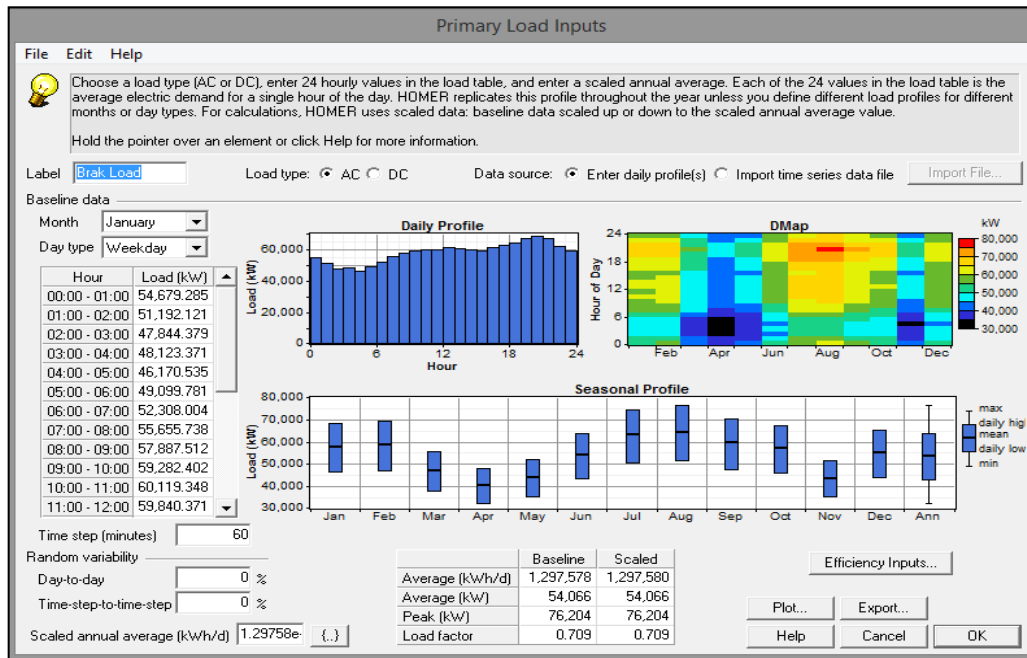 Primary Load Inputs
File Edit Help
Choose a load type (AC or DC), enter 24 hourly values in the load table, and enter a scaled annual average. Each of the 24 values in the load table is the
average electric demand for a single hour of the day. HOMER replicates this profile throughout the year unless you define different load profiles for different
months or day types. For calculations, HOMER uses scaled data: baseline data scaled up or down to the scaled annual average value.
Hold the pointer over an element or click Help for more information.
Label Brak Load Load type: AC DC Data source: Enter daily profile(s) Import time series data file Import File...
Baseline data
Month January
Day type Weekday
Hour Load (kW)
00:00 - 01:00 54,679.285
01:00 - 02:00 51,192.121
02:00 - 03:00 47,844.379
03:00 - 04:00 48,123.371
04:00 - 05:00 46,170.535
05:00 - 06:00 49,099.781
06:00 - 07:00 52,308.004
07:00 - 08:00 55,655.738
08:00 - 09:00 57,887.512
09:00 - 10:00 59,282.402
10:00 - 11:00 60,119.348
11:00 - 12:00 59,840.371
Daily Profile
Load (kW)
60,000
40,000
20,000
0
0 6 12 18 24
Hour
DMap
Hour of Day
24
18
12
6
0
Feb Apr Jun Aug Oct Dec
kW
80,000
70,000
60,000
50,000
40,000
30,000
Seasonal Profile
Load (kW)
80,000
70,000
60,000
50,000
40,000
30,000
Jan Feb Mar Apr May Jun Jul Aug Sep Oct Nov Dec Ann
max
daily hig
mean
daily low
min
Time step (minutes) 60
Random variability
Day-to-day 0 %
Time-step-to-time-step 0 %
Scaled annual average (kWh/d) 1.29758e- {..}
Baseline Scaled
Average (kWh/d) 1,297,578 1,297,580
Average (kW) 54,066 54,066
Peak (kW) 76,204 76,204
Load factor 0.709 0.709
Efficiency Inputs...
Plot... Export...
Help Cancel OK